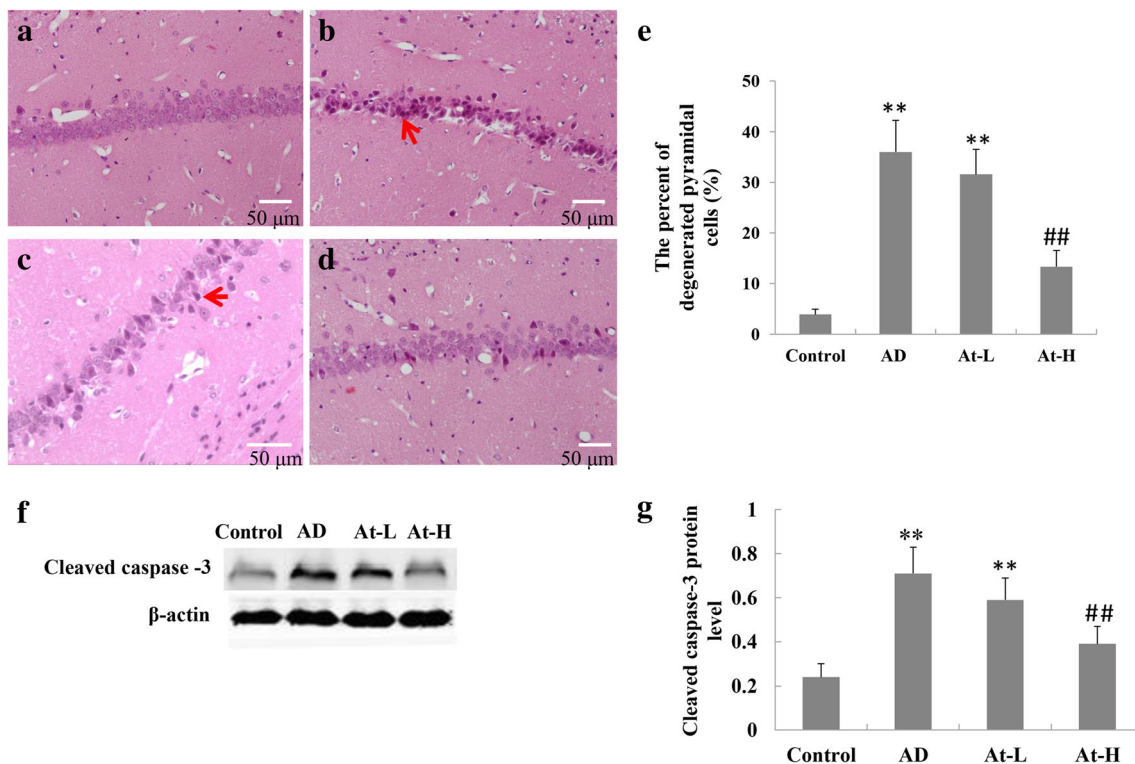 a
b
50 μm
50 μm
c
d
50 μm
50 μm
e
The percent of
degenerated pyramidal
cells (%)
50
40
30
20
10
0
**
**
##
Control AD At-L At-H
f
Control AD At-L At-H
Cleaved caspase -3
β-actin
g
Cleaved caspase-3 protein
level
1
0.8
0.6
0.4
0.2
0
**
**
##
Control AD At-L At-H